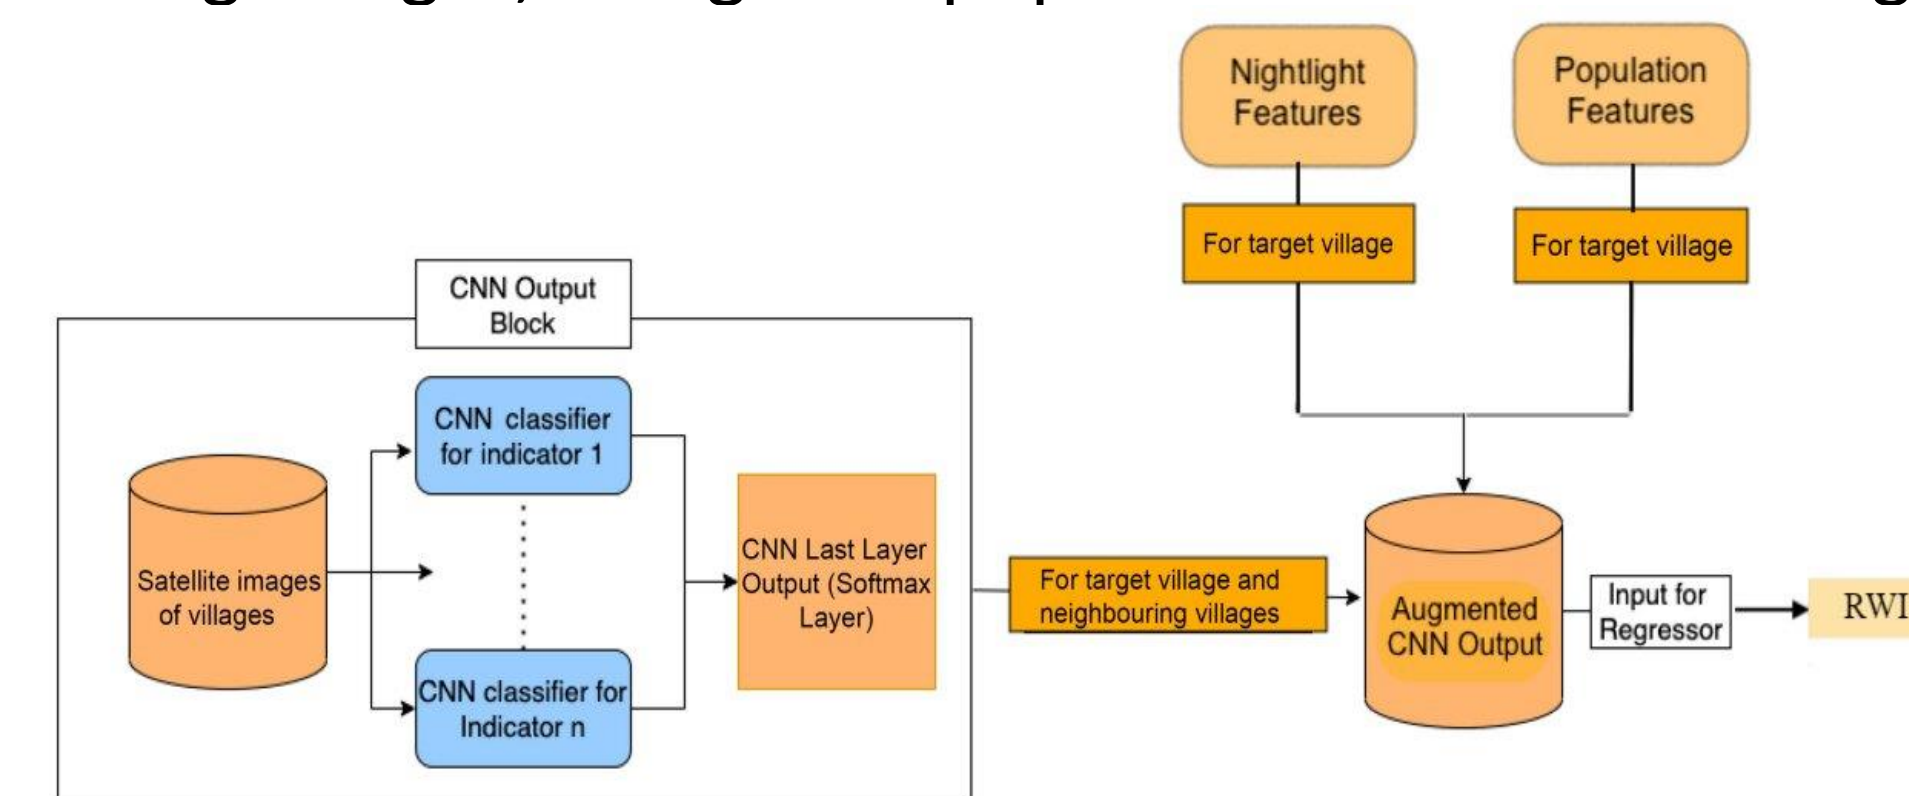 Nightlight
Features
Population
Features
For target village
For target village
CNN Output
Block
CNN classifier
for indicator 1
Satellite images
of villages
CNN Last Layer
Output (Softmax
Layer)
CNN classifier for
Indicator n
For target village and
neighbouring villages
Augmented
CNN Output
Input for
Regressor
RWI